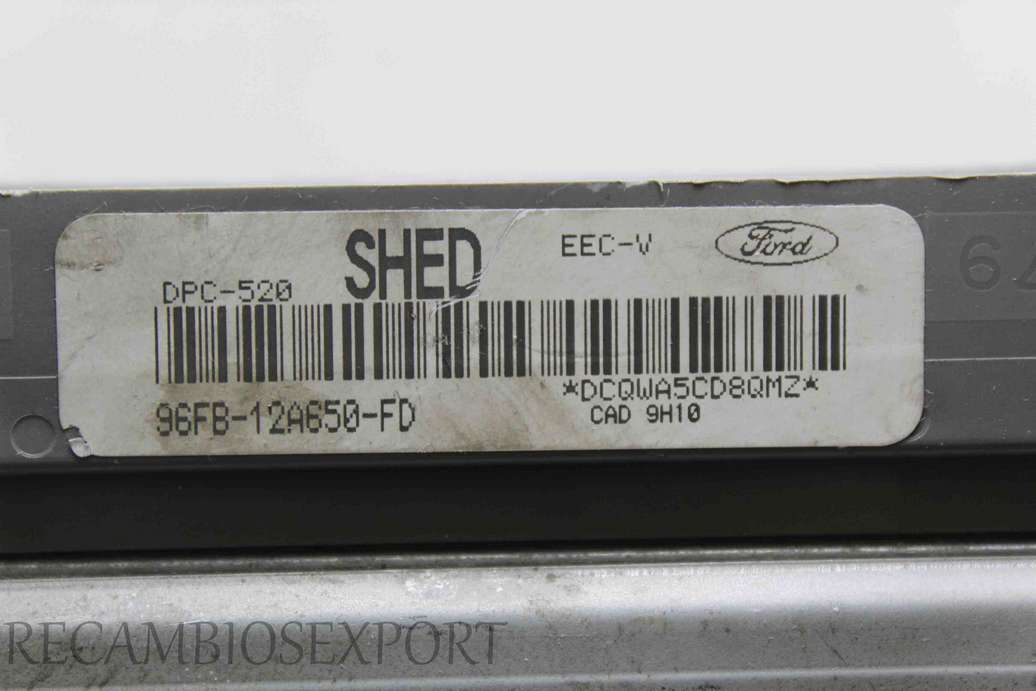 SHED
EEC-V
Ford
DPC-520
*DCQWA5CD8QMZ*
96FB-12A650-FD
CAD 9H10
RECAMBIOSEXPORT